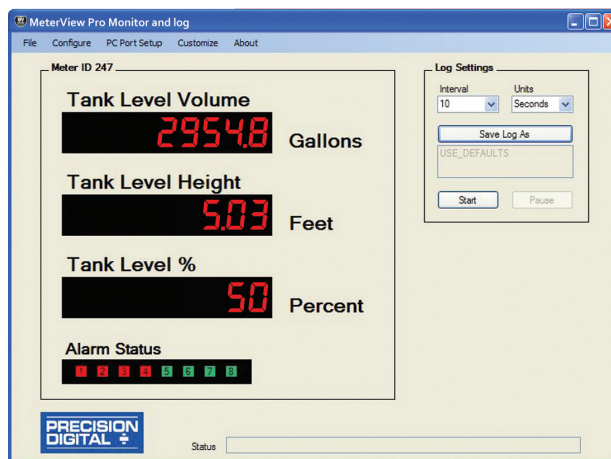 MeterView Pro Monitor and log
File Configure PC Port Setup Customize About
Meter ID 247
Tank Level Volume
2954.8 Gallons
Tank Level Height
5.03 Feet
Tank Level %
50 Percent
Alarm Status
1 2 3 4 5 6 7 8
Log Settings
Interval Units
10 Seconds
Save Log As
USE_DEFAULTS
Start Pause
PRECISION
DIGITAL
Status